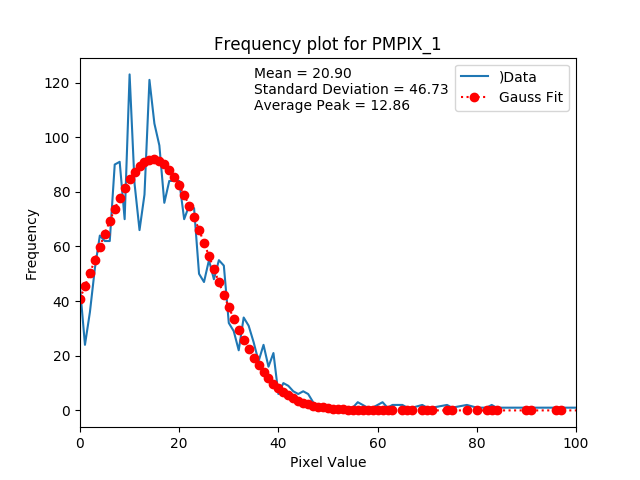 Frequency plot for PMPIX_1
Mean = 20.90
Standard Deviation = 46.73
Average Peak = 12.86
)Data
Gauss Fit
120
100
80
60
40
20
0
Frequency
0 20 40 60 80 100
Pixel Value